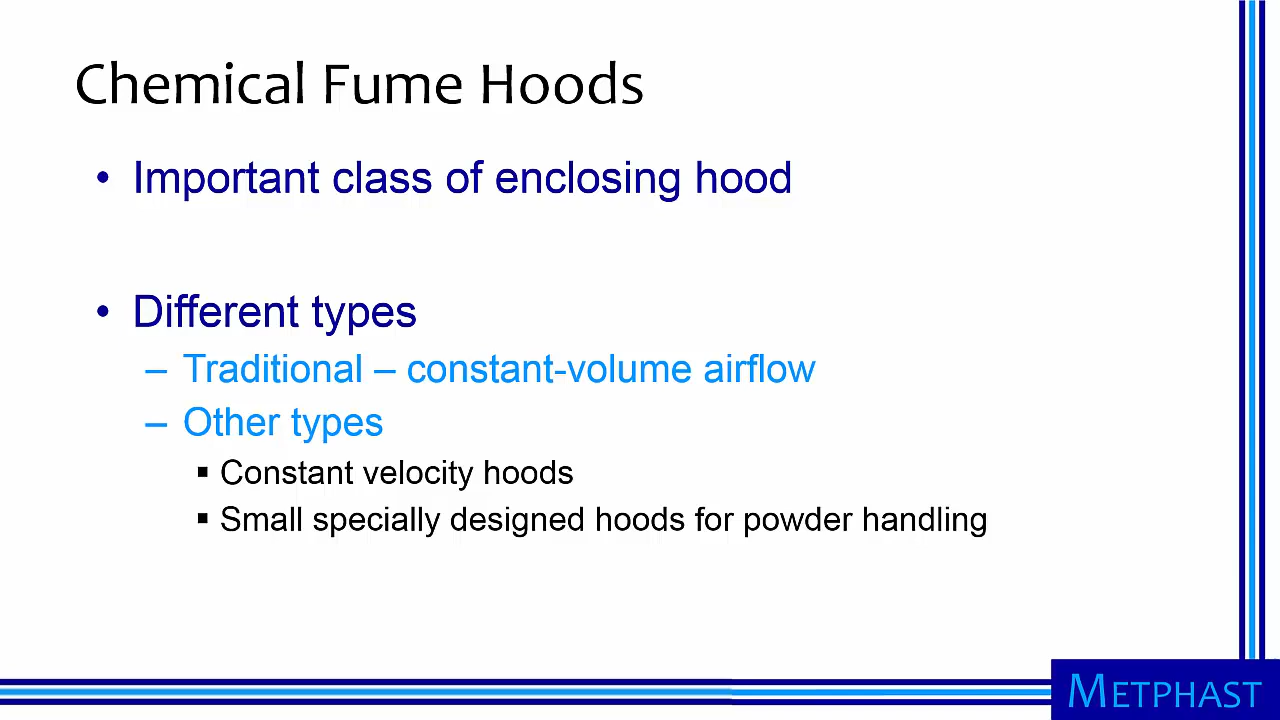 Chemical Fume Hoods
• Important class of enclosing hood
• Different types
– Traditional – constant-volume airflow
– Other types
▪ Constant velocity hoods
▪ Small specially designed hoods for powder handling
METPHAST